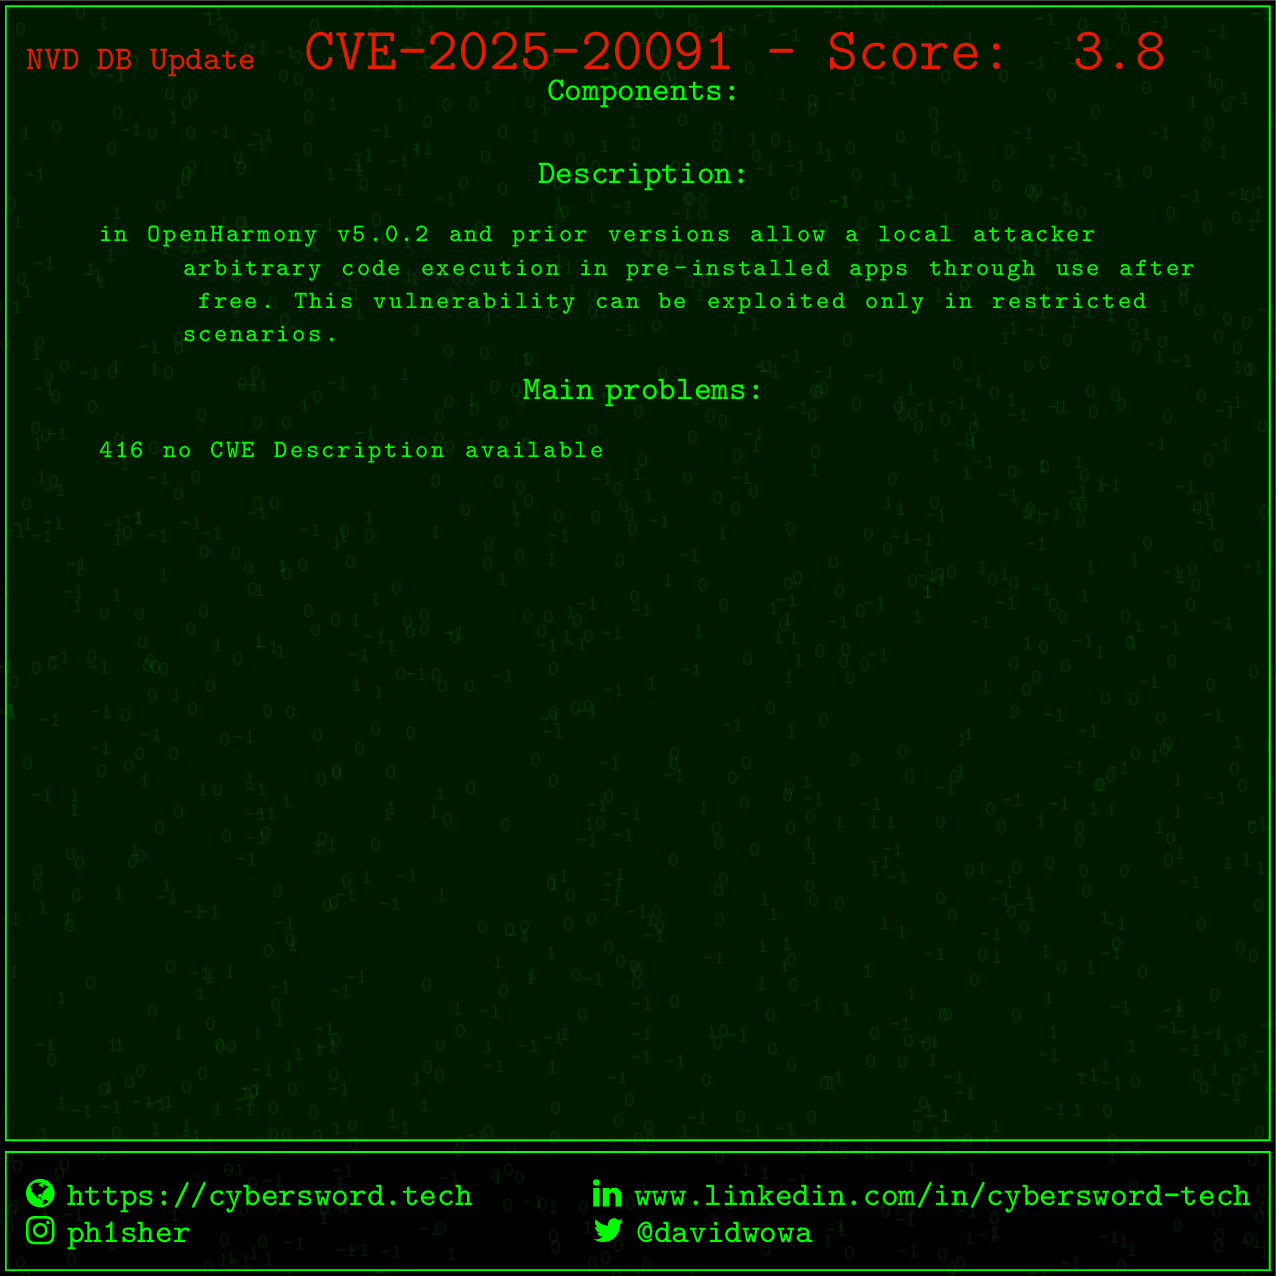 NVD DB Update CVE-2025-20091 - Score: 3.8
Components:
Description:
in OpenHarmony v5.0.2 and prior versions allow a local attacker
arbitrary code execution in pre-installed apps through use after
free. This vulnerability can be exploited only in restricted
scenarios.
Main problems:
416 no CWE Description available
https://cybersword.tech
www.linkedin.com/in/cybersword-tech
ph1sher
@davidwowa